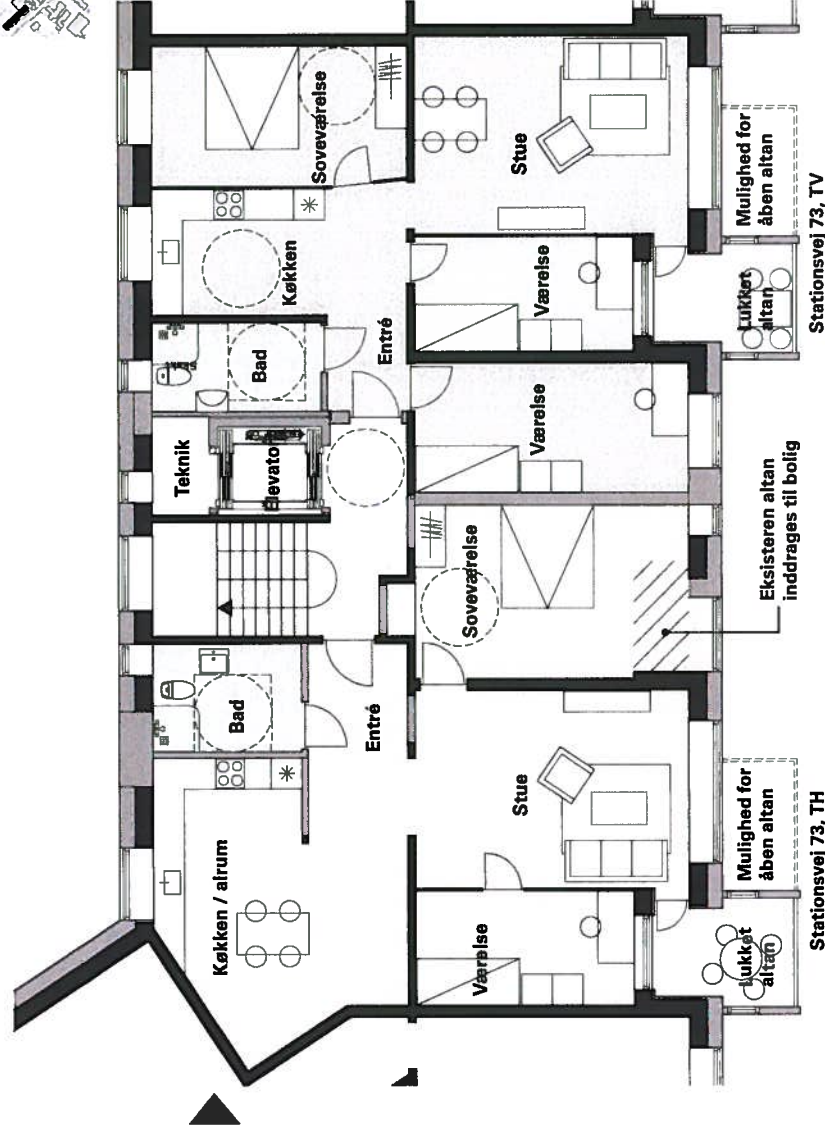 Soveværelse
Stue
Mulighed for
åben altan
Stationsvej 73, TV
Køkken
Værelse
Lukket
altan
Bad
Entré
Teknik
Elevato
Værelse
Soveværelse
Eksisteren altan
inddrages til bolig
Bad
Entré
Stue
Mulighed for
åben altan
Stationsvej 73, TH
Køkken / alrum
Værelse
Lukket
altan